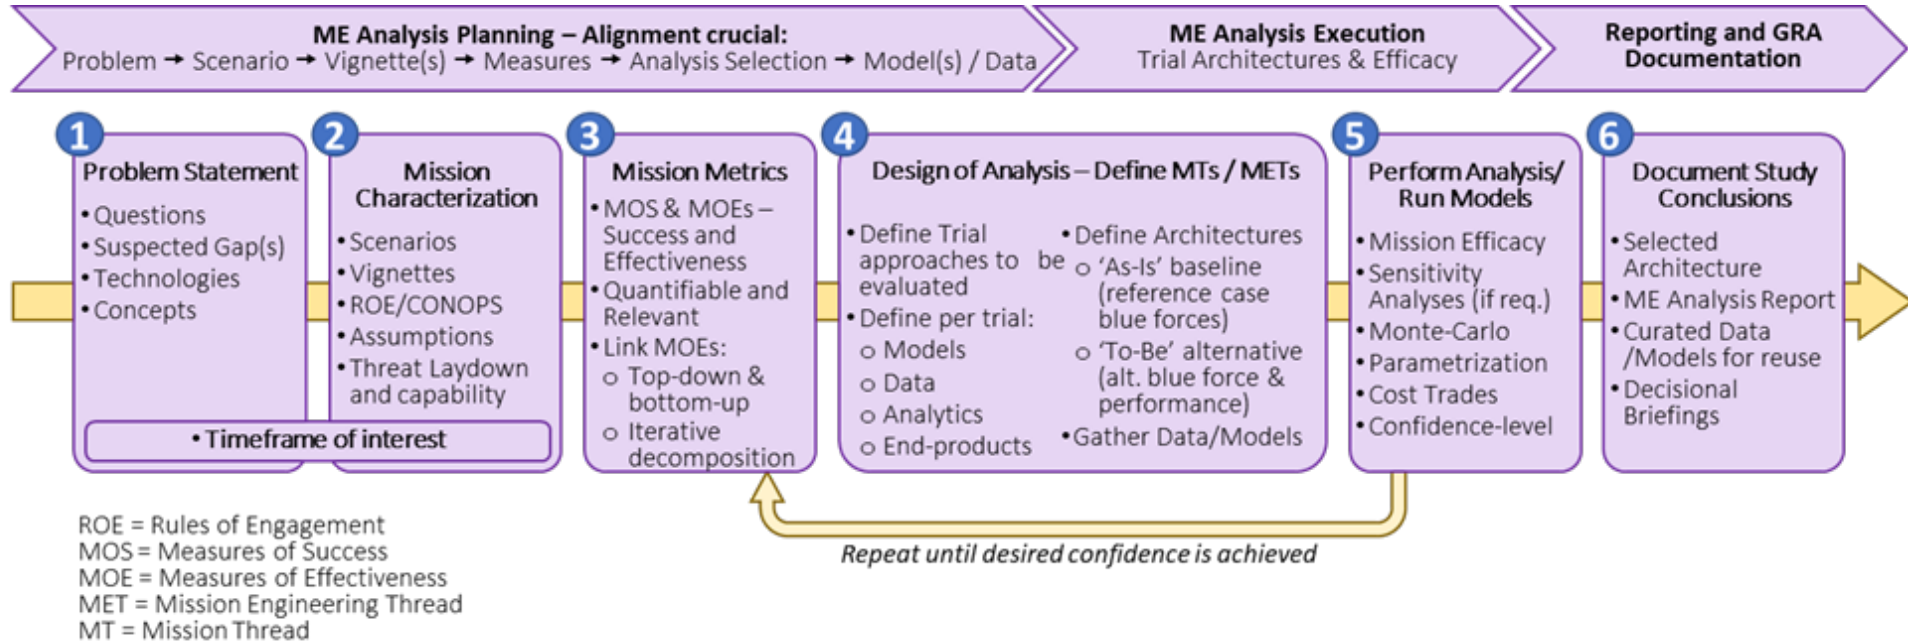 ME Analysis Planning – Alignment crucial:
Problem → Scenario → Vignette(s) → Measures → Analysis Selection → Model(s) / Data
ME Analysis Execution
Trial Architectures & Efficacy
Reporting and GRA
Documentation
1
Problem Statement
• Questions
• Suspected Gap(s)
• Technologies
• Concepts
2
Mission
Characterization
• Scenarios
• Vignettes
• ROE/CONOPS
• Assumptions
• Threat Laydown
and capability
• Timeframe of interest
3
Mission Metrics
• MOS & MOEs –
Success and
Effectiveness
• Quantifiable and
Relevant
• Link MOEs:
o Top-down &
bottom-up
o Iterative
decomposition
4
Design of Analysis – Define MTs / METs
• Define Trial
approaches to be
evaluated
• Define per trial:
o Models
o Data
o Analytics
o End-products
• Define Architectures
o 'As-Is' baseline
(reference case
blue forces)
o 'To-Be' alternative
(alt. blue force &
performance)
• Gather Data/Models
5
Perform Analysis/
Run Models
• Mission Efficacy
• Sensitivity
Analyses (if req.)
• Monte-Carlo
• Parametrization
• Cost Trades
• Confidence-level
6
Document Study
Conclusions
• Selected
Architecture
• ME Analysis Report
• Curated Data
/Models for reuse
• Decisional
Briefings
Repeat until desired confidence is achieved
ROE = Rules of Engagement
MOS = Measures of Success
MOE = Measures of Effectiveness
MET = Mission Engineering Thread
MT = Mission Thread